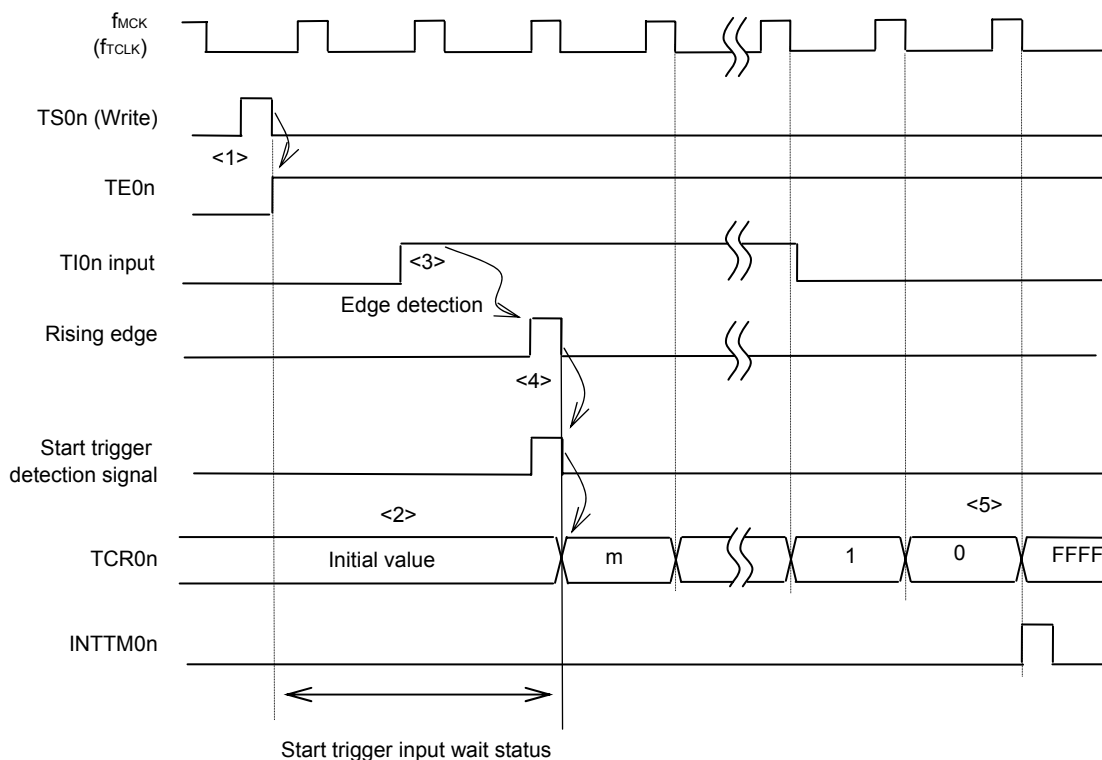 fMCK
(fTCLK)
TS0n (Write)
<1>
TE0n
TI0n input
<3>
Edge detection
Rising edge
<4>
Start trigger
detection signal
<2>
<5>
TCR0n
Initial value
m
1
0
FFFF
INTTM0n
Start trigger input wait status